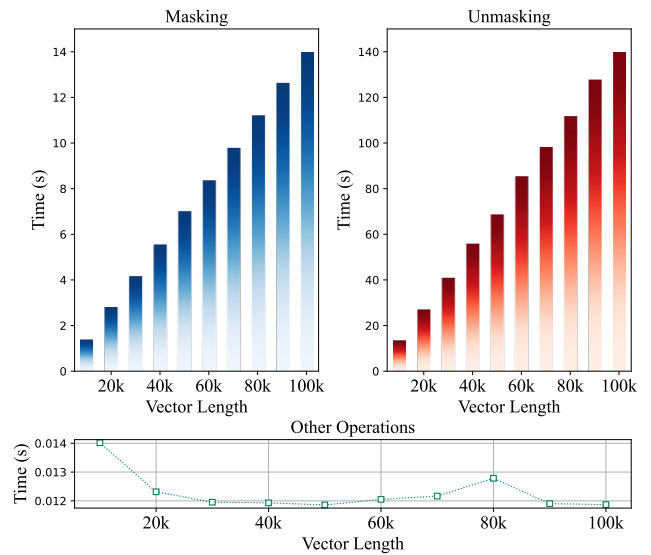 Masking
14
12
10
8
6
4
2
0
Time (s)
20k 40k 60k 80k 100k
Vector Length
Unmasking
140
120
100
80
60
40
20
0
Time (s)
20k 40k 60k 80k 100k
Vector Length
Other Operations
0.014
0.013
0.012
Time (s)
20k 40k 60k 80k 100k
Vector Length